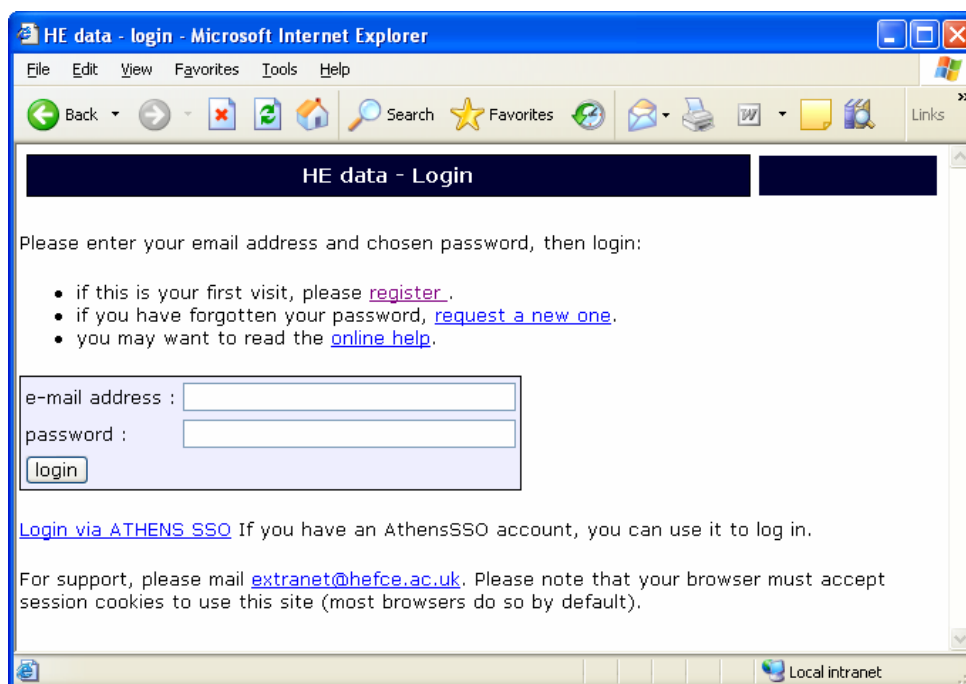 HE data - login - Microsoft Internet Explorer
File Edit View Favorites Tools Help
Back Search Favorites W Links »
HE data - Login
Please enter your email address and chosen password, then login:
• if this is your first visit, please register .
• if you have forgotten your password, request a new one.
• you may want to read the online help.
e-mail address :
password :
login
Login via ATHENS SSO If you have an AthensSSO account, you can use it to log in.
For support, please mail extranet@hefce.ac.uk. Please note that your browser must accept
session cookies to use this site (most browsers do so by default).
Local intranet